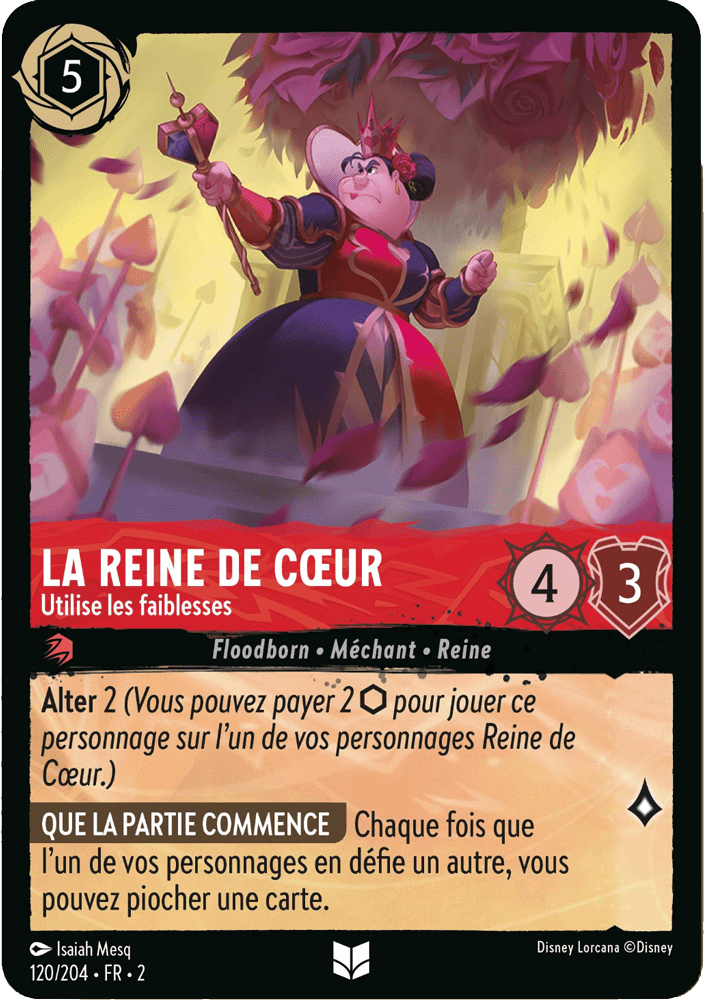 5
LA REINE DE CŒUR
Utilise les faiblesses
4
3
Floodborn • Méchant • Reine
Alter 2 (Vous pouvez payer 2 ⬡ pour jouer ce
personnage sur l'un de vos personnages Reine de
Cœur.)
QUE LA PARTIE COMMENCE Chaque fois que
l'un de vos personnages en défie un autre, vous
pouvez piocher une carte.
Isaiah Mesq
Disney Lorcana ©Disney
120/204 • FR • 2